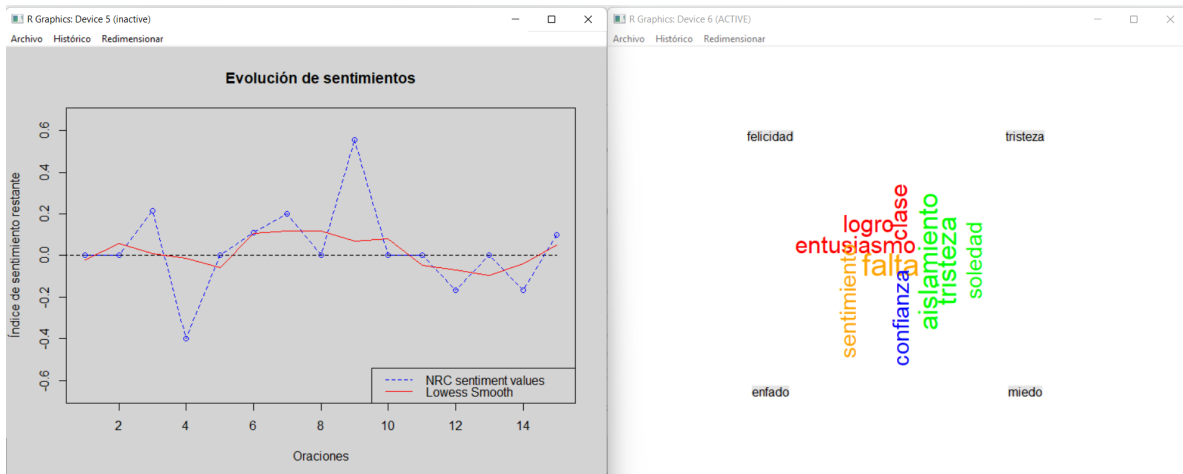 R Graphics: Device 5 (inactive)
Archivo Histórico Redimensionar
Evolución de sentimientos
Índice de sentimiento restante
0.6
0.4
0.2
0.0
-0.2
-0.4
-0.6
2 4 6 8 10 12 14
Oraciones
NRC sentiment values
Lowess Smooth
R Graphics: Device 6 (ACTIVE)
Archivo Histórico Redimensionar
felicidad
tristeza
logro
clase
entusiasmo
falta
sentimiento
confianza
aislamiento
tristeza
soledad
enfado
miedo